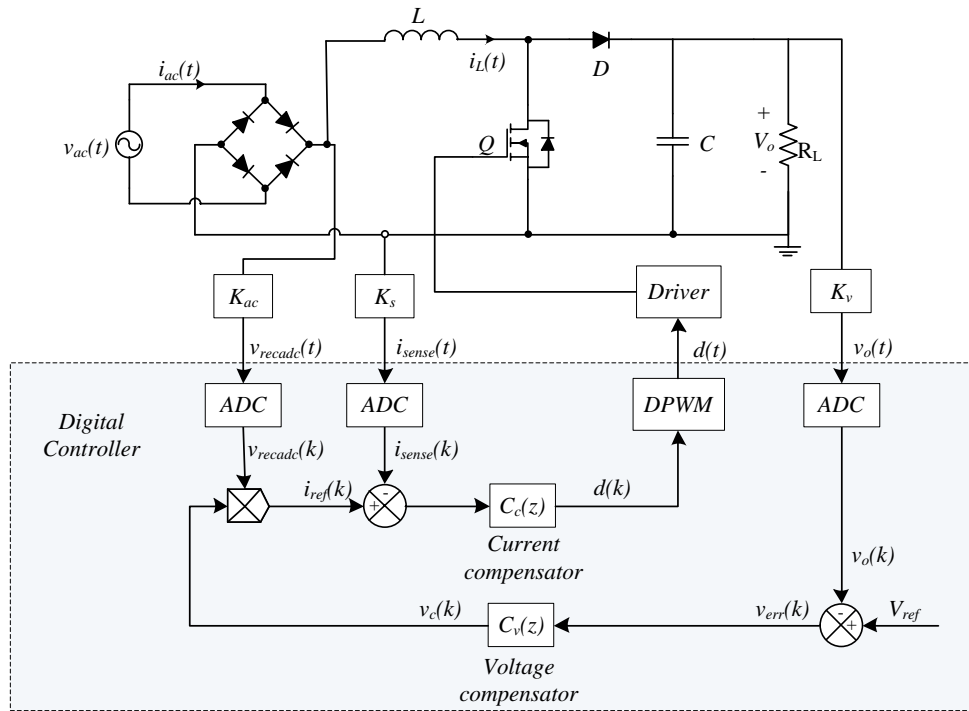 L
i_ac(t)
i_L(t)
D
v_ac(t)
Q
C
+
V_o
-
R_L
K_ac
K_s
Driver
K_v
v_recadc(t)
i_sense(t)
d(t)
v_o(t)
ADC
ADC
DPWM
ADC
Digital
Controller
v_recadc(k)
i_sense(k)
i_ref(k)
-
+
C_c(z)
d(k)
Current
compensator
v_o(k)
v_c(k)
C_v(z)
v_err(k)
-
+
V_ref
Voltage
compensator